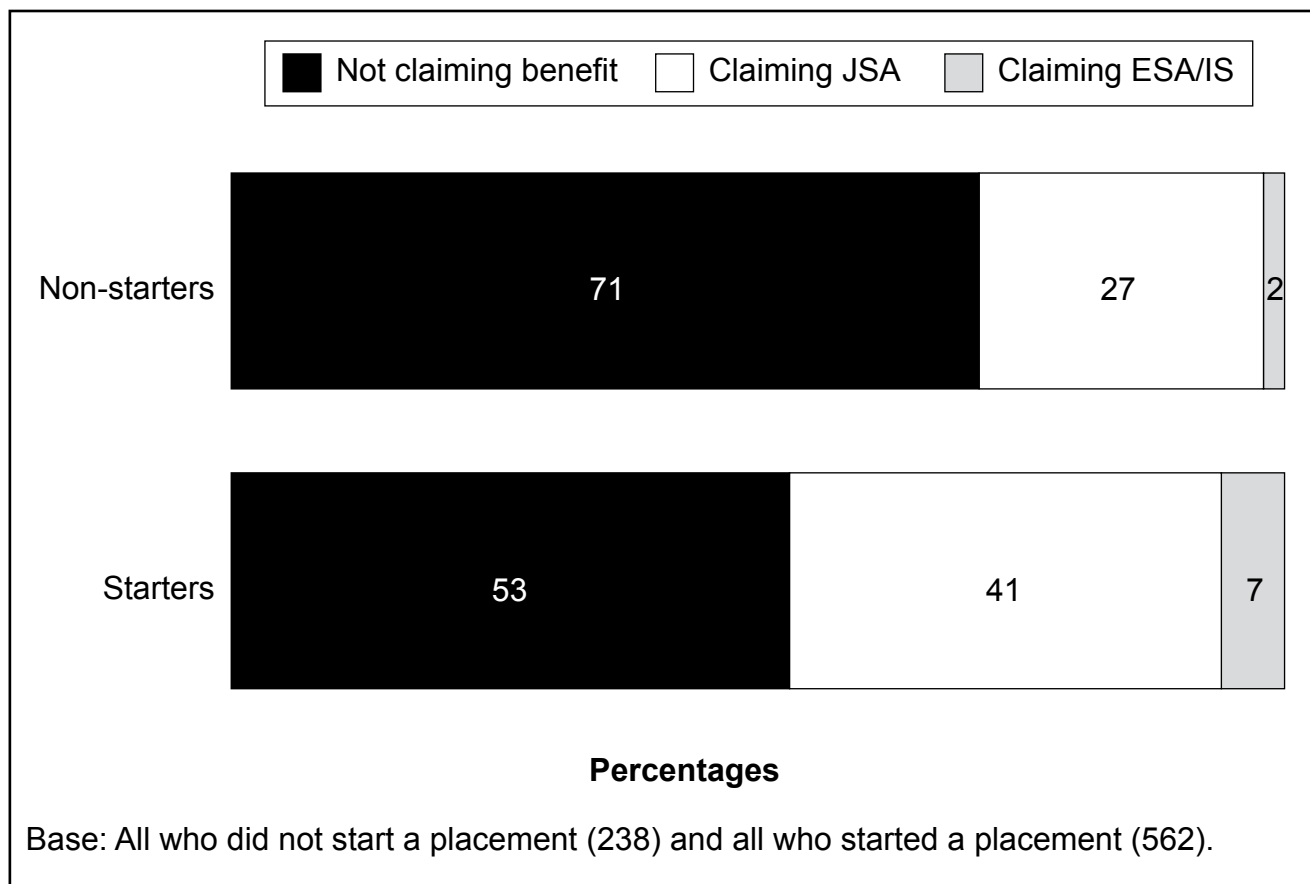 Not claiming benefit Claiming JSA Claiming ESA/IS
Non-starters 71 27 2
Starters 53 41 7
Percentages
Base: All who did not start a placement (238) and all who started a placement (562).